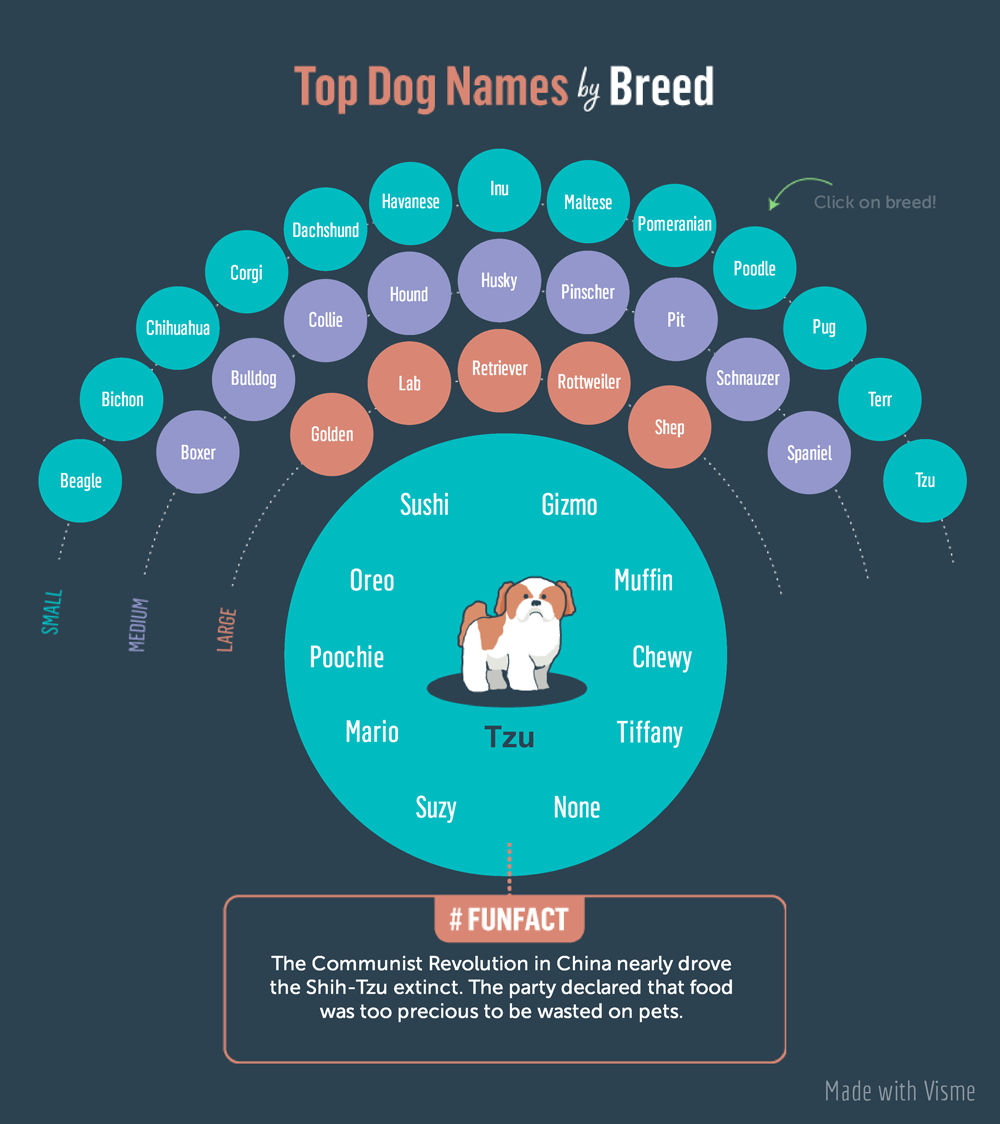 Top Dog Names by Breed
Click on breed!
Beagle
Bichon
Chihuahua
Corgi
Dachshund
Havanese
Inu
Maltese
Pomeranian
Poodle
Pug
Terr
Tzu
Boxer
Bulldog
Collie
Hound
Husky
Pinscher
Pit
Schnauzer
Spaniel
Golden
Lab
Retriever
Rottweiler
Shep
SMALL
MEDIUM
LARGE
Sushi
Gizmo
Oreo
Muffin
Poochie
Chewy
Mario
Tiffany
Suzy
None
Tzu
# FUNFACT
The Communist Revolution in China nearly drove
the Shih-Tzu extinct. The party declared that food
was too precious to be wasted on pets.
Made with Visme